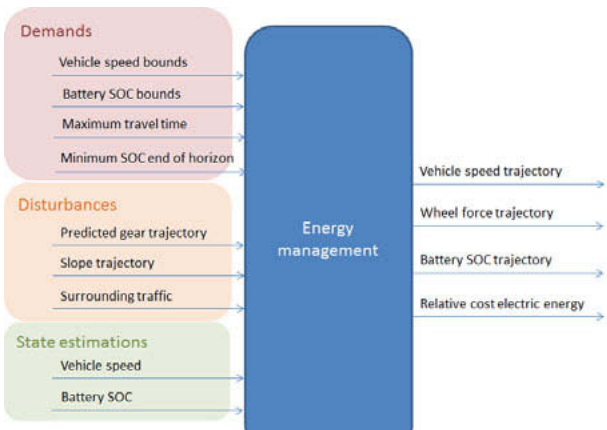 Demands
Vehicle speed bounds
Battery SOC bounds
Maximum travel time
Minimum SOC end of horizon
Disturbances
Predicted gear trajectory
Slope trajectory
Surrounding traffic
State estimations
Vehicle speed
Battery SOC
Energy
management
Vehicle speed trajectory
Wheel force trajectory
Battery SOC trajectory
Relative cost electric energy